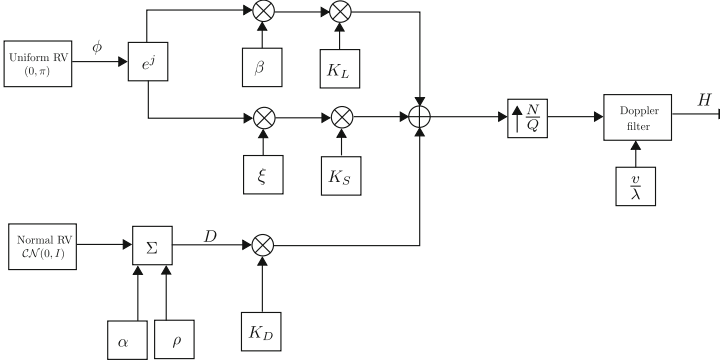 β
K_L
Uniform RV
(0, π)
ϕ
e^j
ξ
K_S
↑ N/Q
Doppler
filter
H
v/λ
Normal RV
𝒞𝒩(0, I)
Σ
D
α
ρ
K_D